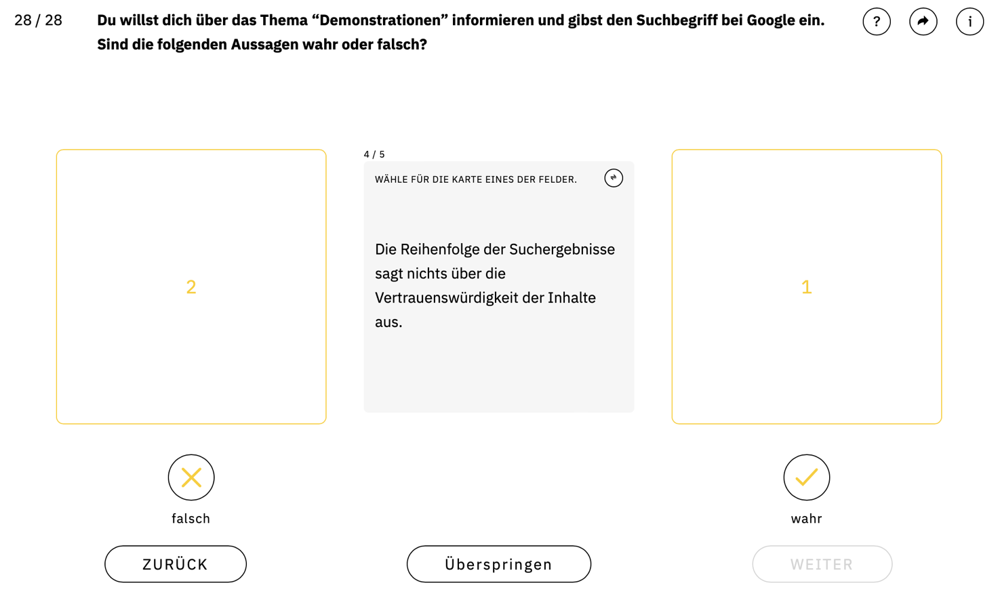 28 / 28
Du willst dich über das Thema “Demonstrationen” informieren und gibst den Suchbegriff bei Google ein.
Sind die folgenden Aussagen wahr oder falsch?
?
i
2
4 / 5
WÄHLE FÜR DIE KARTE EINES DER FELDER.
Die Reihenfolge der Suchergebnisse
sagt nichts über die
Vertrauenswürdigkeit der Inhalte
aus.
1
falsch
wahr
ZURÜCK
Überspringen
WEITER